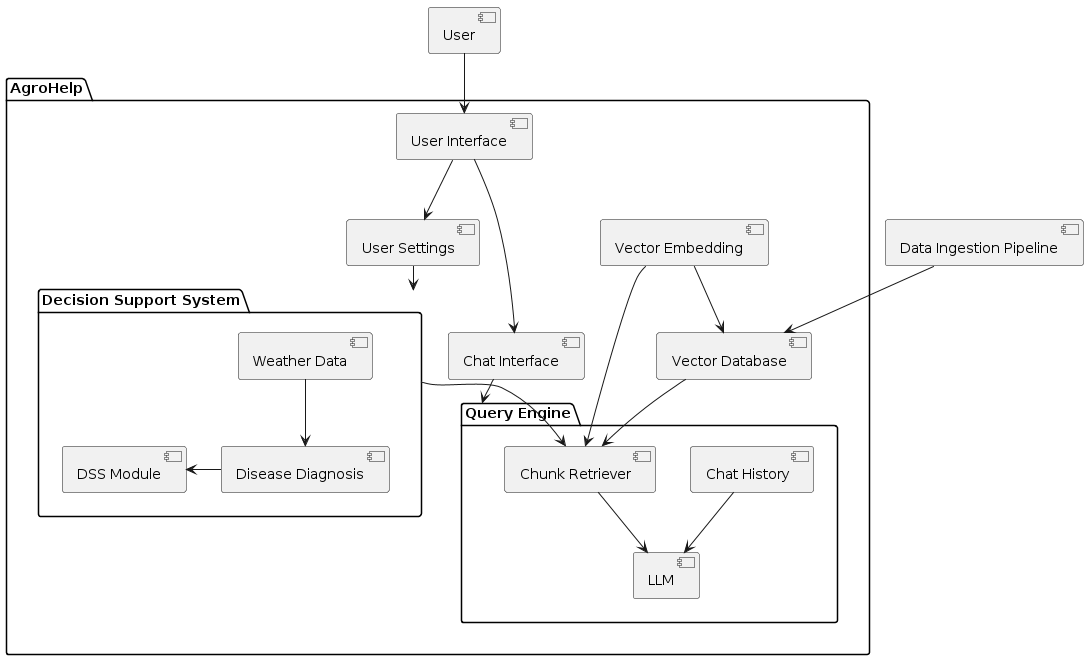 User
AgroHelp
User Interface
User Settings
Vector Embedding
Data Ingestion Pipeline
Decision Support System
Weather Data
Chat Interface
Vector Database
Query Engine
DSS Module
Disease Diagnosis
Chunk Retriever
Chat History
LLM